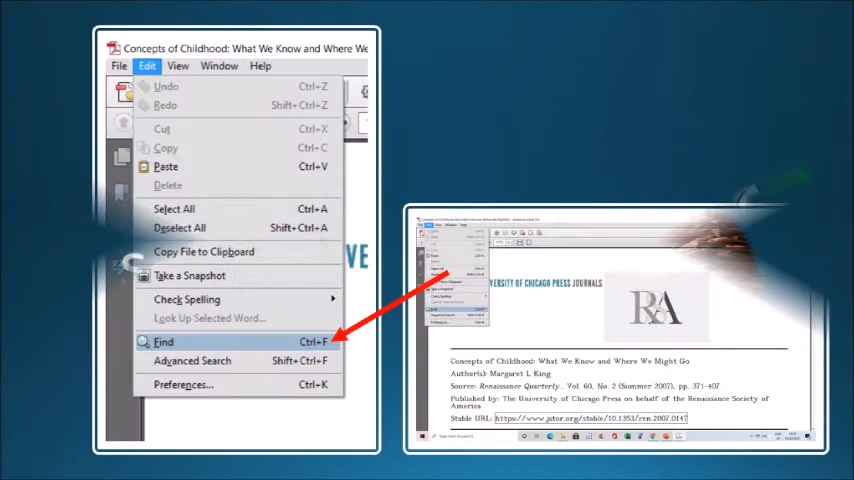 Concepts of Childhood: What We Know and Where We
File Edit View Window Help
Undo Ctrl+Z
Redo Shift+Ctrl+Z
Cut Ctrl+X
Copy Ctrl+C
Paste Ctrl+V
Delete
Select All Ctrl+A
Deselect All Shift+Ctrl+A
Copy File to Clipboard
Take a Snapshot
Check Spelling
Look Up Selected Word...
Find Ctrl+F
Advanced Search Shift+Ctrl+F
Preferences... Ctrl+K
VE
VERSITY OF CHICAGO PRESS JOURNALS
R&A
Concepts of Childhood: What We Know and Where We Might Go
Author(s): Margaret L King
Source: Renaissance Quarterly, Vol. 60, No. 2 (Summer 2007), pp. 371-407
Published by: The University of Chicago Press on behalf of the Renaissance Society of
America
Stable URL: https://www.jstor.org/stable/10.1353/ren.2007.0147